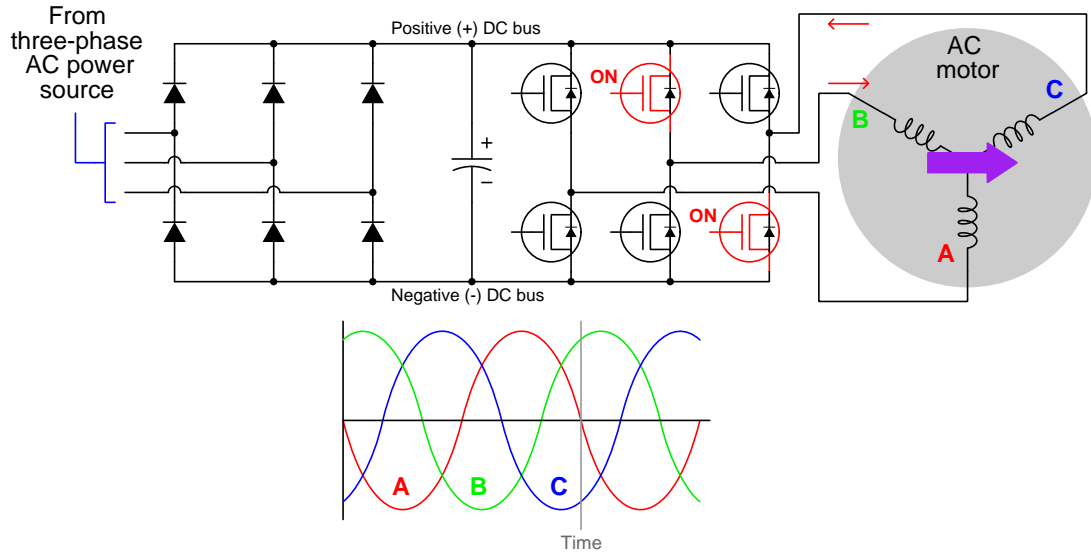 From
three-phase
AC power
source
Positive (+) DC bus
AC
motor
ON
B
C
+
−
ON
A
Negative (-) DC bus
A
B
C
Time